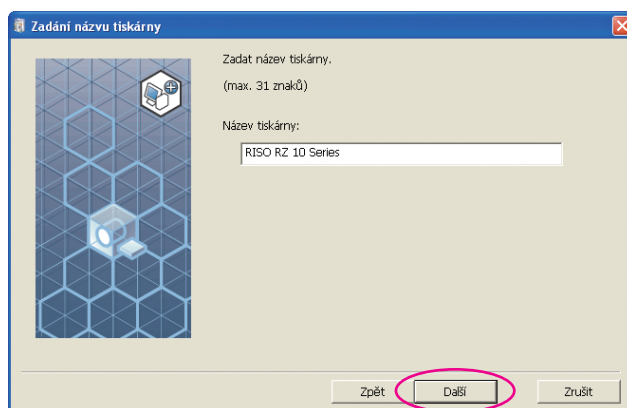 Zadání názvu tiskárny
Zadat název tiskárny.
(max. 31 znaků)
Název tiskárny:
RISO RZ 10 Series
Zpět
Další
Zrušit